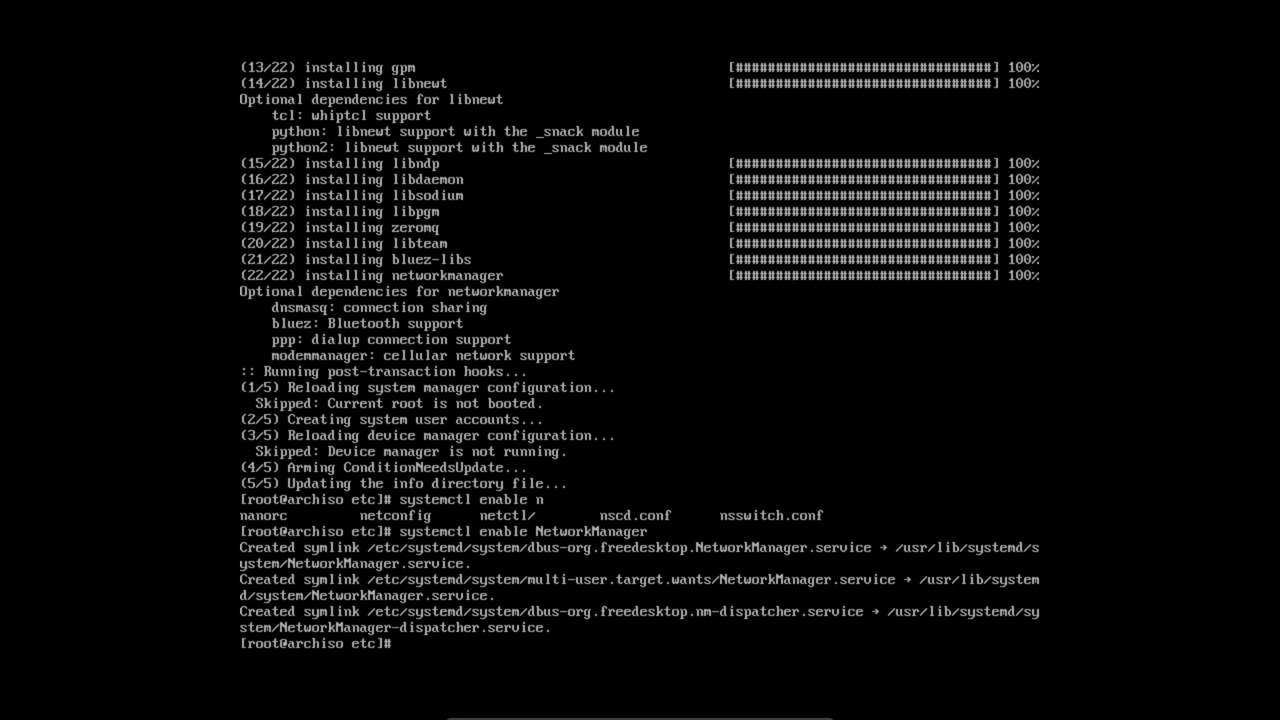 (13/22) installing gpm [################################] 100%
(14/22) installing libnewt [################################] 100%
Optional dependencies for libnewt
    tcl: whiptcl support
    python: libnewt support with the _snack module
    python2: libnewt support with the _snack module
(15/22) installing libndp [################################] 100%
(16/22) installing libdaemon [################################] 100%
(17/22) installing libsodium [################################] 100%
(18/22) installing libpgm [################################] 100%
(19/22) installing zeromq [################################] 100%
(20/22) installing libteam [################################] 100%
(21/22) installing bluez-libs [################################] 100%
(22/22) installing networkmanager [################################] 100%
Optional dependencies for networkmanager
    dnsmasq: connection sharing
    bluez: Bluetooth support
    ppp: dialup connection support
    modemmanager: cellular network support
:: Running post-transaction hooks...
(1/5) Reloading system manager configuration...
  Skipped: Current root is not booted.
(2/5) Creating system user accounts...
(3/5) Reloading device manager configuration...
  Skipped: Device manager is not running.
(4/5) Arming ConditionNeedsUpdate...
(5/5) Updating the info directory file...
[root@archiso etc]# systemctl enable n
nanorc         netconfig      netctl/        nscd.conf      nsswitch.conf
[root@archiso etc]# systemctl enable NetworkManager
Created symlink /etc/systemd/system/dbus-org.freedesktop.NetworkManager.service → /usr/lib/systemd/s
ystem/NetworkManager.service.
Created symlink /etc/systemd/system/multi-user.target.wants/NetworkManager.service → /usr/lib/system
d/system/NetworkManager.service.
Created symlink /etc/systemd/system/dbus-org.freedesktop.nm-dispatcher.service → /usr/lib/systemd/sy
stem/NetworkManager-dispatcher.service.
[root@archiso etc]#